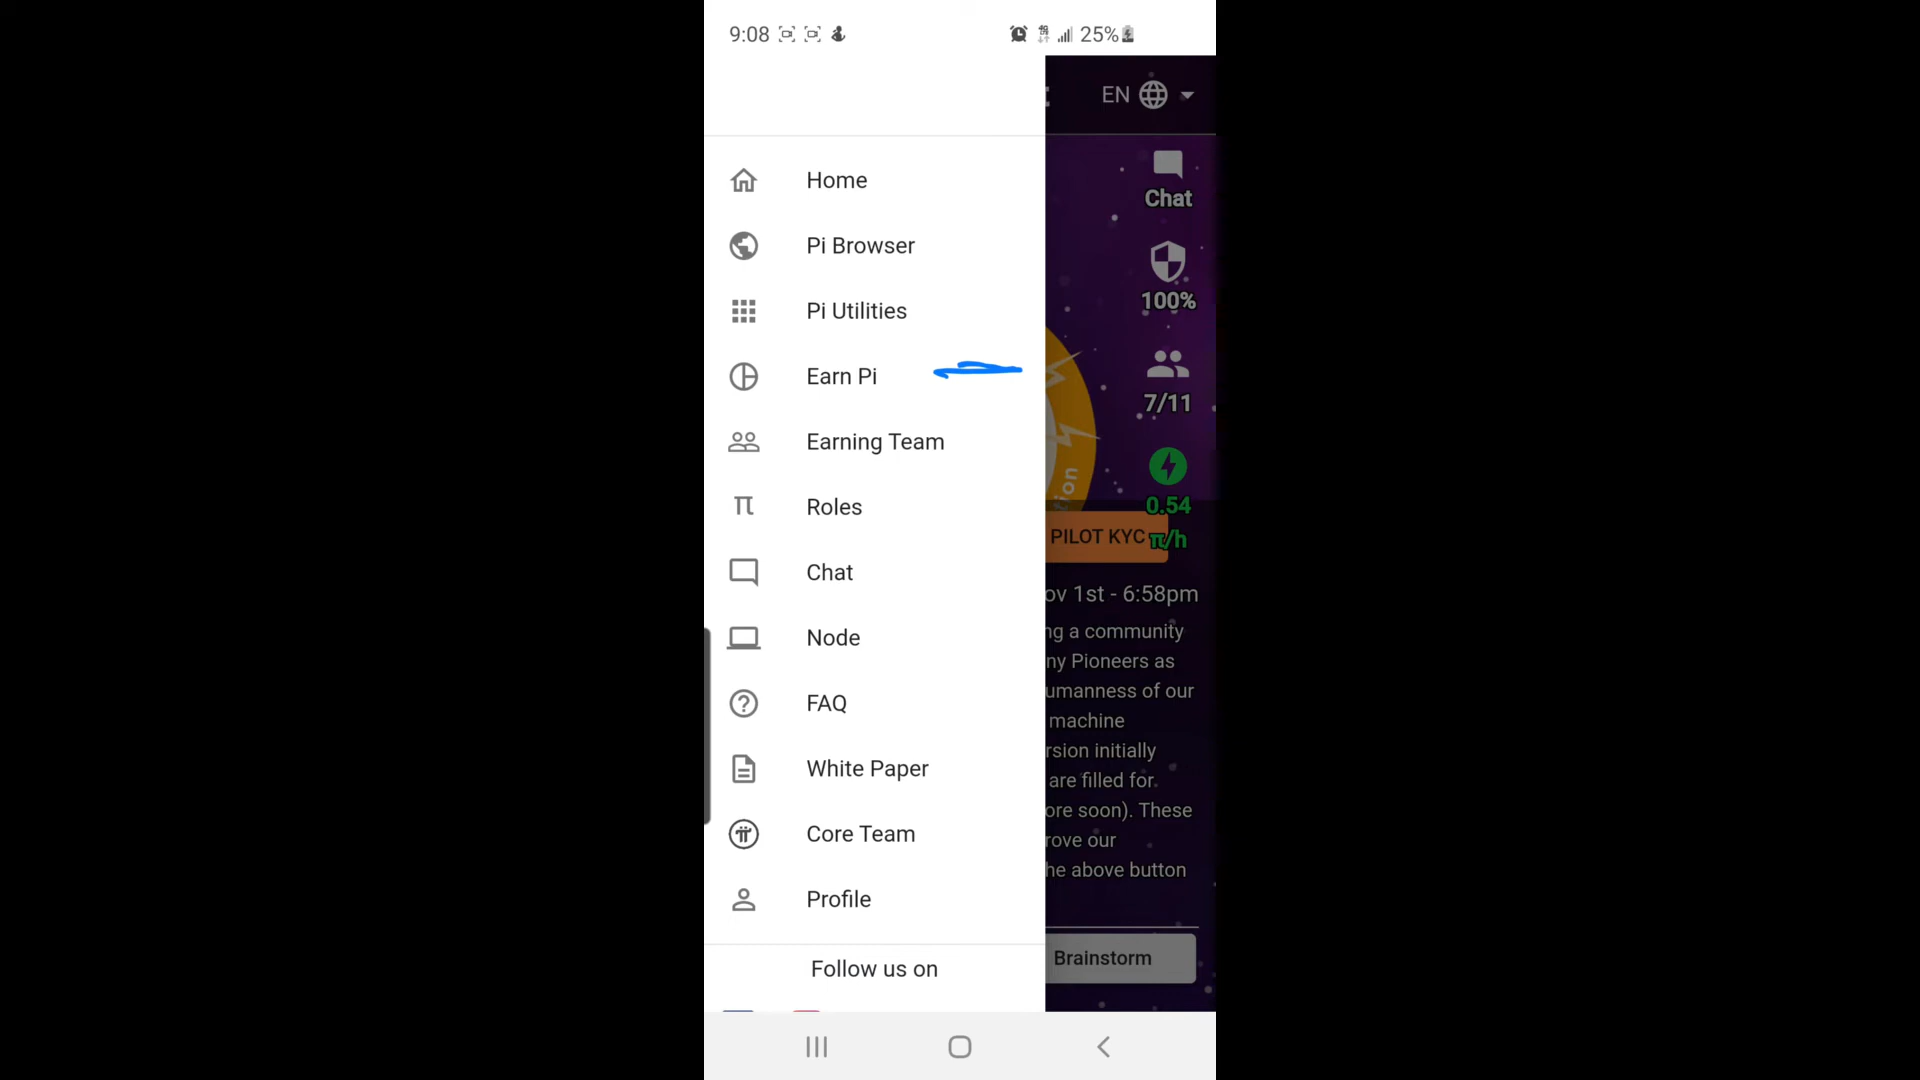 9:08
25%
EN
Home
Pi Browser
Pi Utilities
Earn Pi
Earning Team
Roles
Chat
Node
FAQ
White Paper
Core Team
Profile
Follow us on
Chat
100%
7/11
tion
0.54
π/h
PILOT KYC
ov 1st - 6:58pm
ng a community
ny Pioneers as
umanness of our
machine
rsion initially
are filled for
ore soon). These
rove our
he above button
Brainstorm